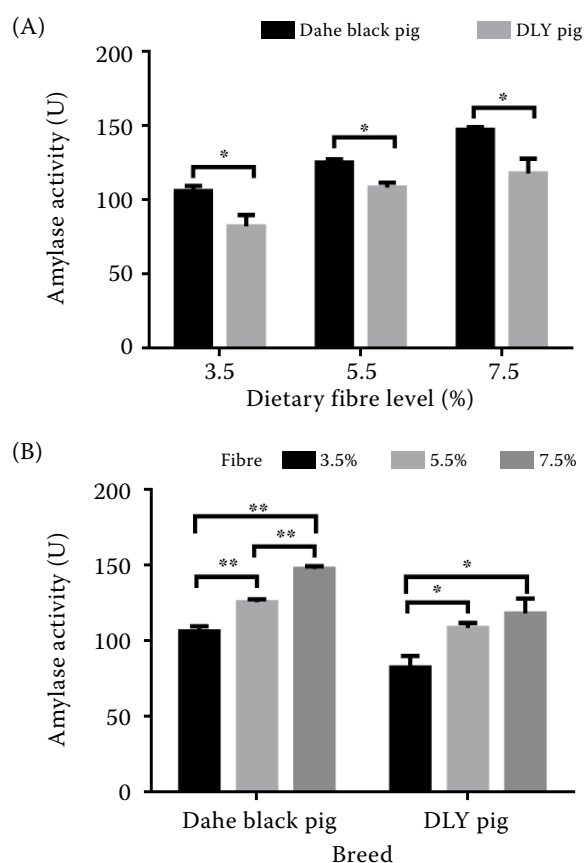 (A)
Dahe black pig DLY pig
200
150
100
50
0
Amylase activity (U)
* * *
3.5 5.5 7.5
Dietary fibre level (%)
(B)
Fibre 3.5% 5.5% 7.5%
200
150
100
50
0
Amylase activity (U)
**
** **
*
*
Dahe black pig DLY pig
Breed